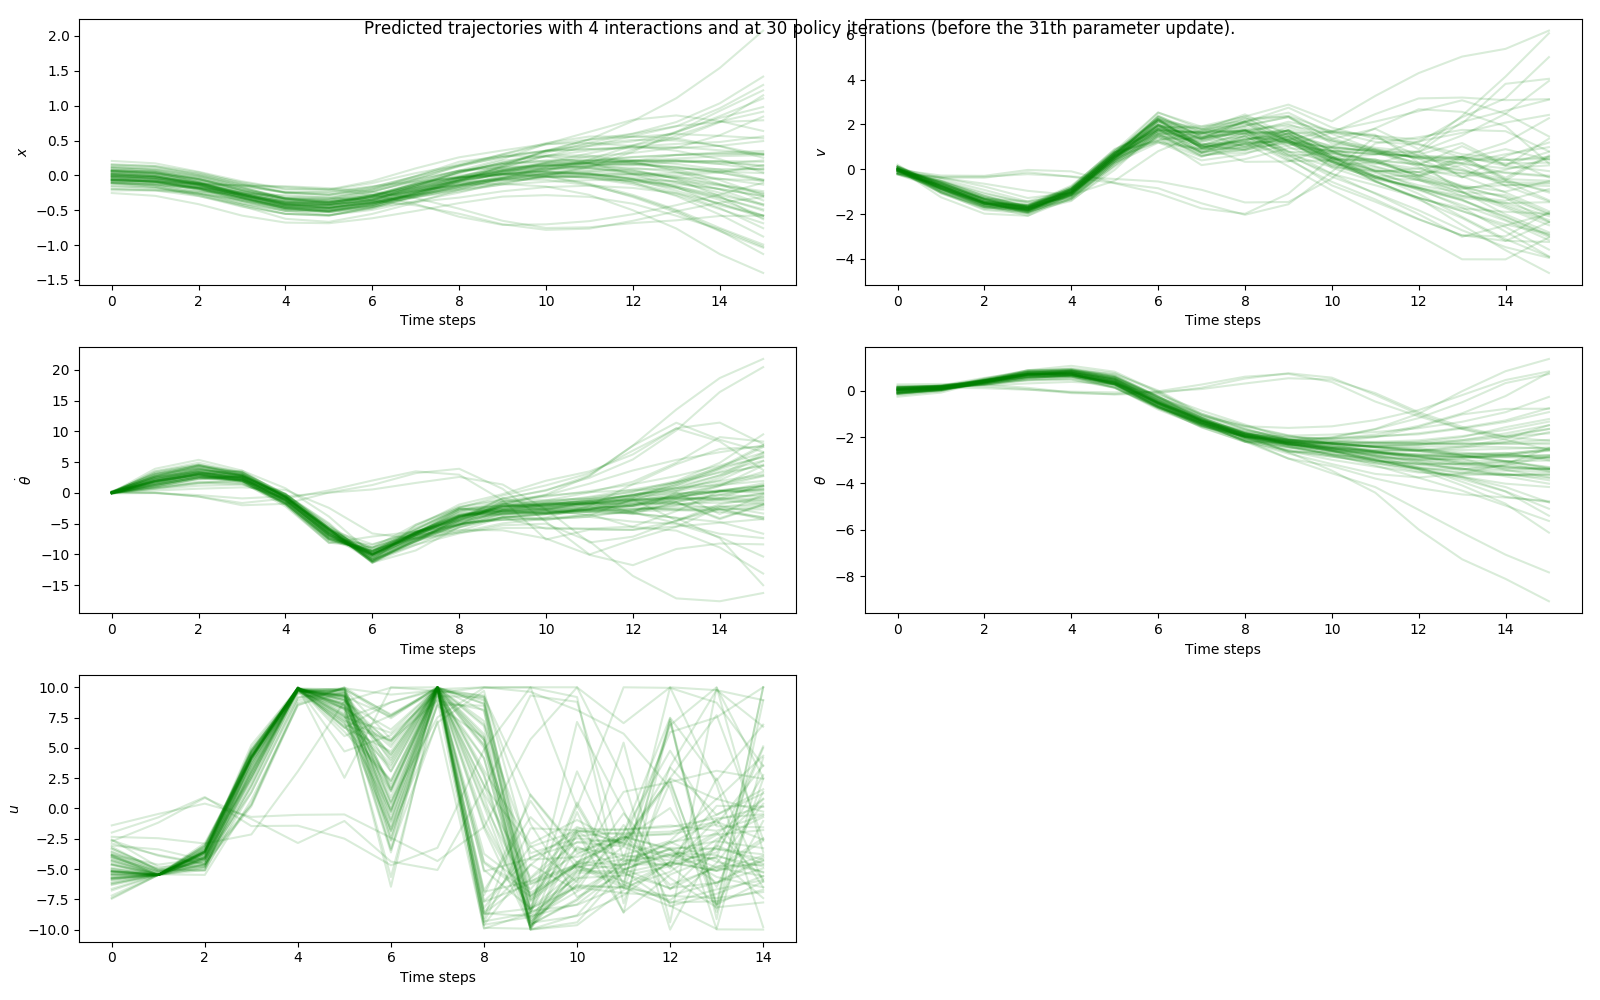 Predicted trajectories with 4 interactions and at 30 policy iterations (before the 31th parameter update).
2.0
1.5
1.0
0.5
0.0
−0.5
−1.0
−1.5
x
0 2 4 6 8 10 12 14
Time steps
6
4
2
0
−2
−4
v
0 2 4 6 8 10 12 14
Time steps
20
15
10
5
0
−5
−10
−15
θ̇
0 2 4 6 8 10 12 14
Time steps
0
−2
−4
−6
−8
θ
0 2 4 6 8 10 12 14
Time steps
10.0
7.5
5.0
2.5
0.0
−2.5
−5.0
−7.5
−10.0
u
0 2 4 6 8 10 12 14
Time steps